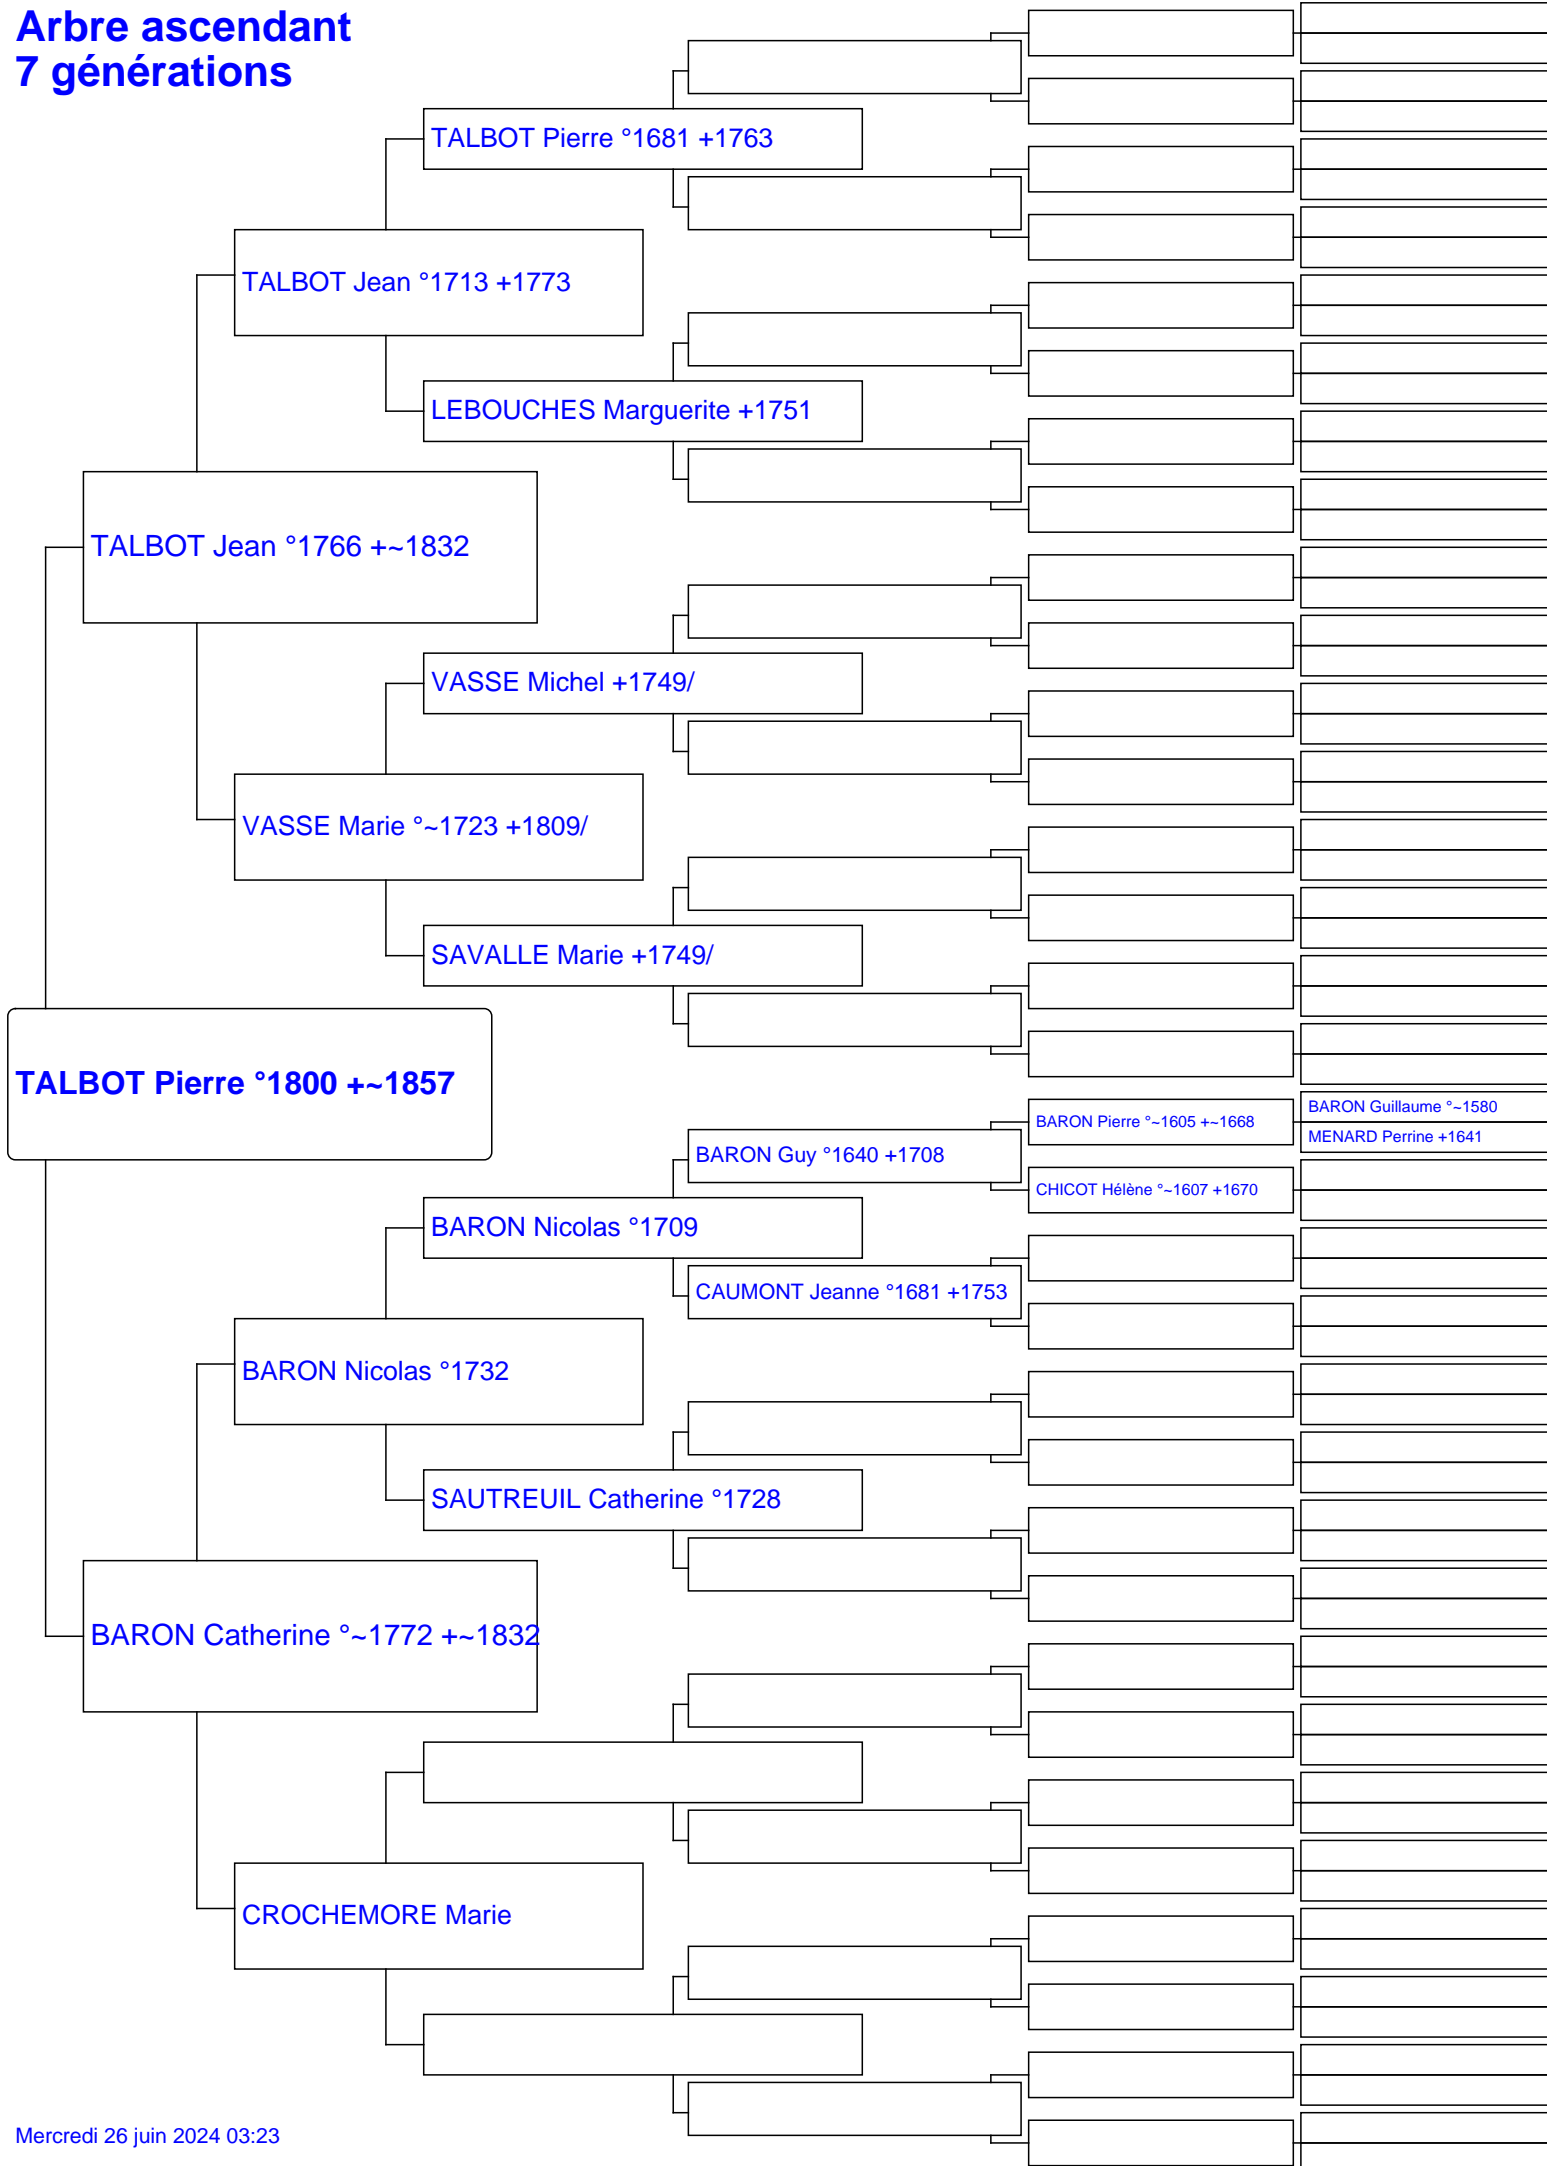 Arbre ascendant
7 générations
TALBOT Pierre °1681 +1763
TALBOT Jean °1713 +1773
LEBOUCHES Marguerite +1751
TALBOT Jean °1766 +~1832
VASSE Michel +1749/
VASSE Marie °~1723 +1809/
SAVALLE Marie +1749/
TALBOT Pierre °1800 +~1857
BARON Guillaume °~1580
BARON Pierre °~1605 +~1668
MENARD Perrine +1641
BARON Guy °1640 +1708
CHICOT Hélène °~1607 +1670
BARON Nicolas °1709
CAUMONT Jeanne °1681 +1753
BARON Nicolas °1732
SAUTREUIL Catherine °1728
BARON Catherine °~1772 +~1832
CROCHEMORE Marie
Mercredi 26 juin 2024 03:23